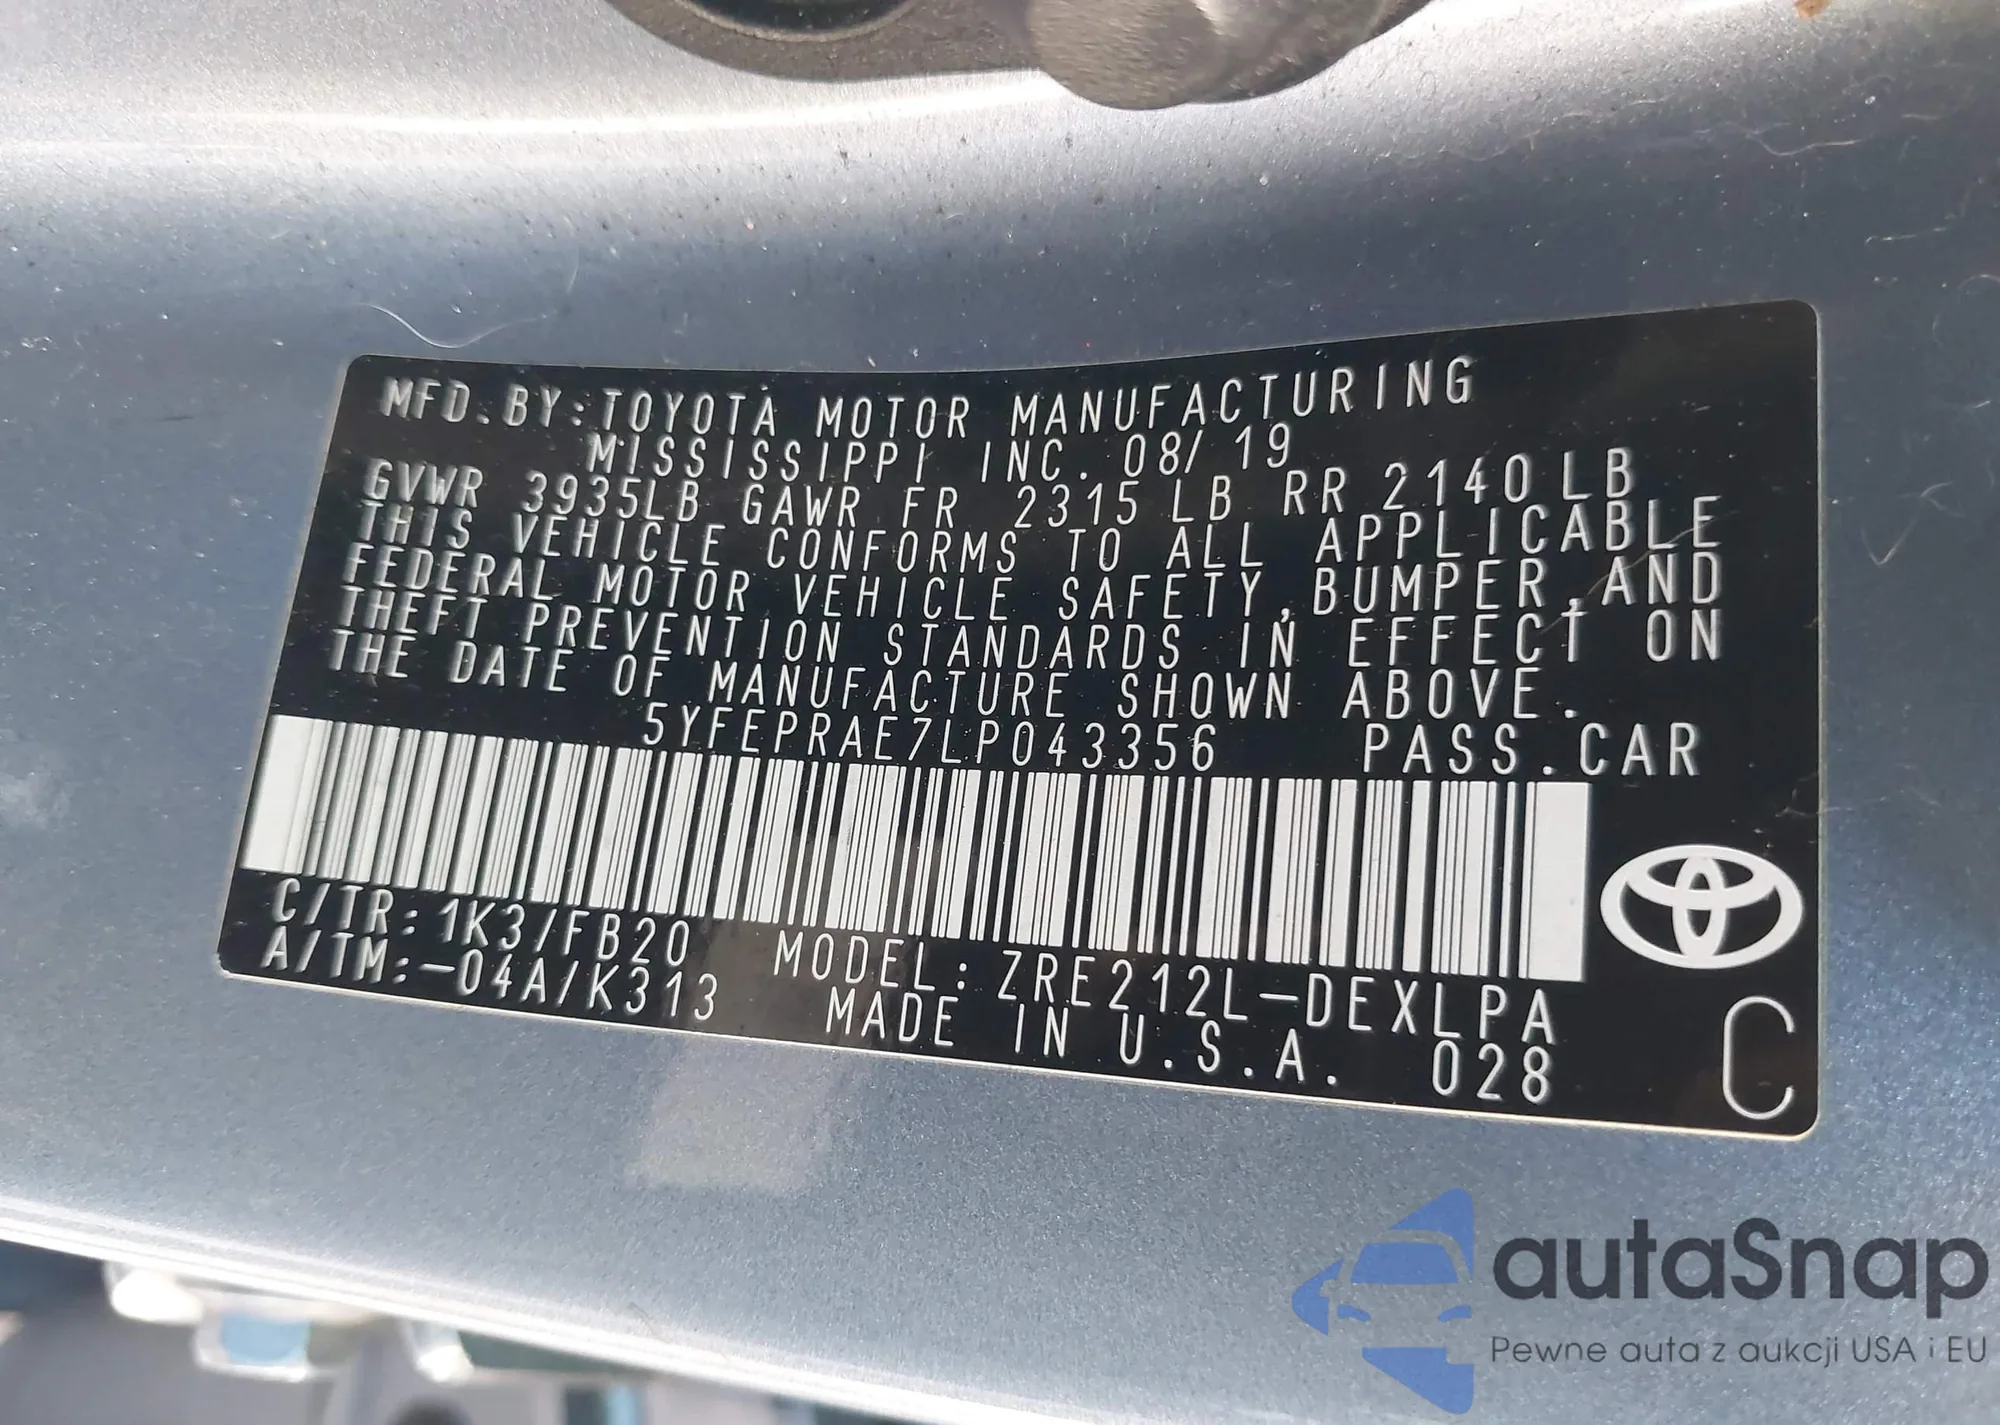 MFD.BY:TOYOTA MOTOR MANUFACTURING
MISSISSIPPI INC. 08/19
GVWR 3935LB GAWR FR 2315LB RR 2140LB
THIS VEHICLE CONFORMS TO ALL APPLICABLE
FEDERAL MOTOR VEHICLE SAFETY,BUMPER,AND
THEFT PREVENTION STANDARDS IN EFFECT ON
THE DATE OF MANUFACTURE SHOWN ABOVE.
5YFEPRAE7LP043356 PASS.CAR
C/TR:1K3/FB20 MODEL:ZRE212L-DEXLPA
A/TM:-04A/K313 MADE IN U.S.A. 028
C
autaSnap
Pewne auta z aukcji USA i EU